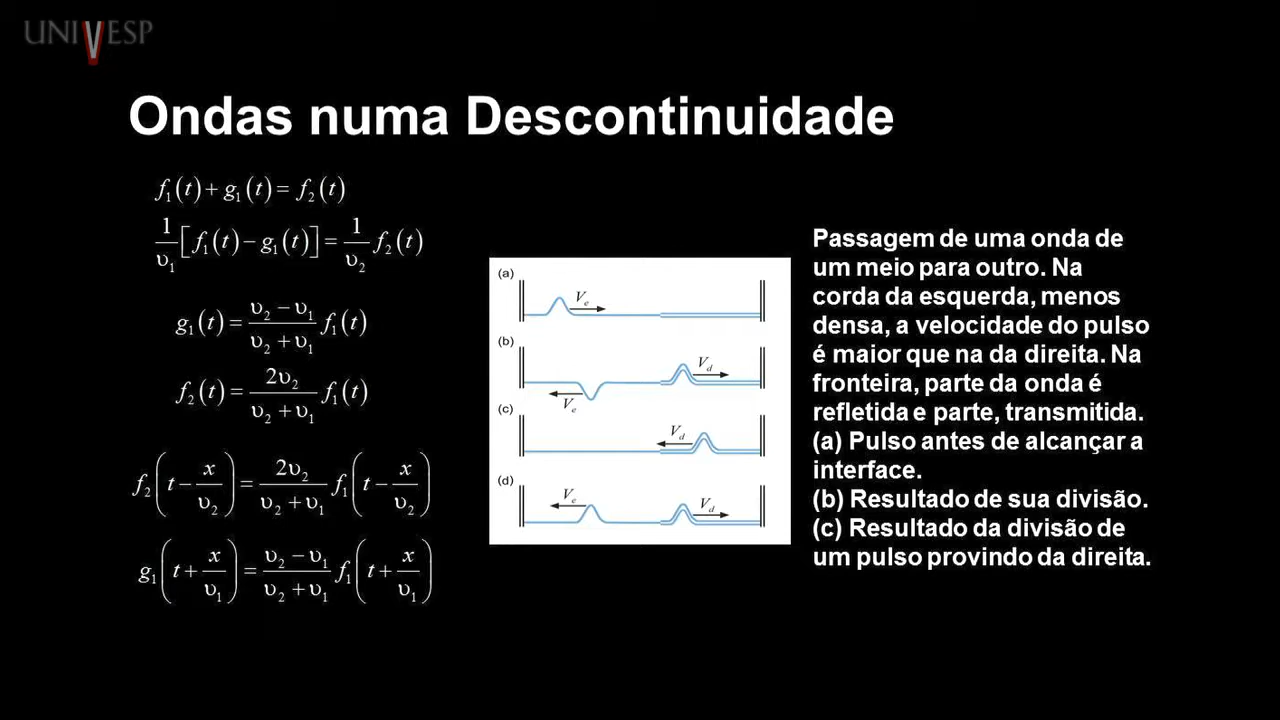 UNIVESP
Ondas numa Descontinuidade
f₁(t) + g₁(t) = f₂(t)
1/υ₁ [f₁(t) − g₁(t)] = 1/υ₂ f₂(t)
g₁(t) = (υ₂ − υ₁)/(υ₂ + υ₁) f₁(t)
f₂(t) = 2υ₂/(υ₂ + υ₁) f₁(t)
f₂(t − x/υ₂) = 2υ₂/(υ₂ + υ₁) f₁(t − x/υ₂)
g₁(t + x/υ₁) = (υ₂ − υ₁)/(υ₂ + υ₁) f₁(t + x/υ₁)
(a)
Vₑ
(b)
V_d
Vₑ
(c)
V_d
(d)
Vₑ
V_d
Passagem de uma onda de
um meio para outro. Na
corda da esquerda, menos
densa, a velocidade do pulso
é maior que na da direita. Na
fronteira, parte da onda é
refletida e parte, transmitida.
(a) Pulso antes de alcançar a
interface.
(b) Resultado de sua divisão.
(c) Resultado da divisão de
um pulso provindo da direita.